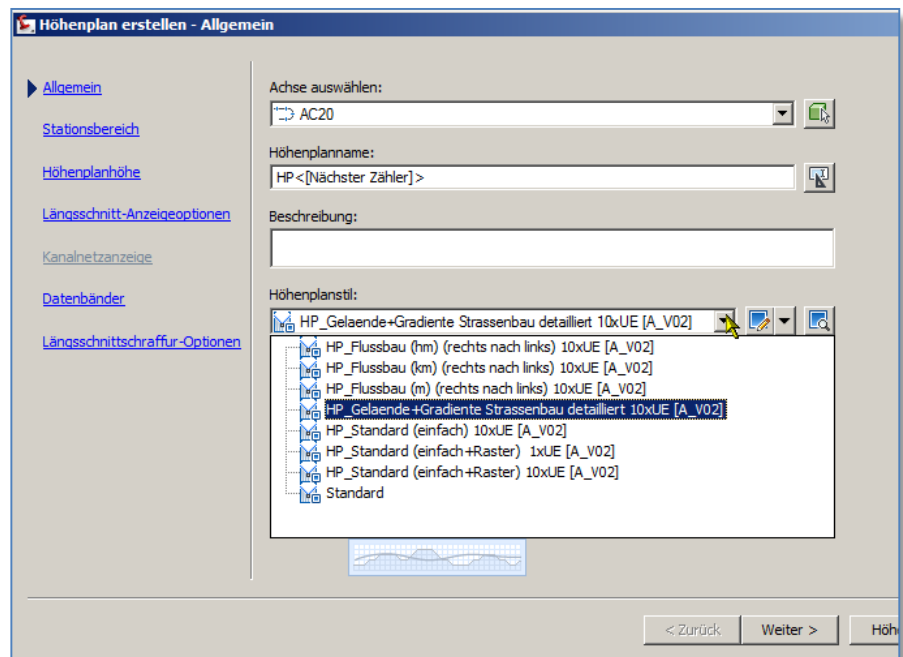 Höhenplan erstellen - Allgemein
Allgemein
Stationsbereich
Höhenplanhöhe
Längsschnitt-Anzeigeoptionen
Kanalnetzanzeige
Datenbänder
Längsschnittschraffur-Optionen
Achse auswählen:
AC20
Höhenplanname:
HP<[Nächster Zähler]>
Beschreibung:
Höhenplanstil:
HP_Gelaende+Gradiente Strassenbau detailliert 10xUE [A_V02]
HP_Flussbau (hm) (rechts nach links) 10xUE [A_V02]
HP_Flussbau (km) (rechts nach links) 10xUE [A_V02]
HP_Flussbau (m) (rechts nach links) 10xUE [A_V02]
HP_Gelaende+Gradiente Strassenbau detailliert 10xUE [A_V02]
HP_Standard (einfach) 10xUE [A_V02]
HP_Standard (einfach+Raster) 1xUE [A_V02]
HP_Standard (einfach+Raster) 10xUE [A_V02]
Standard
< Zurück Weiter > Höh